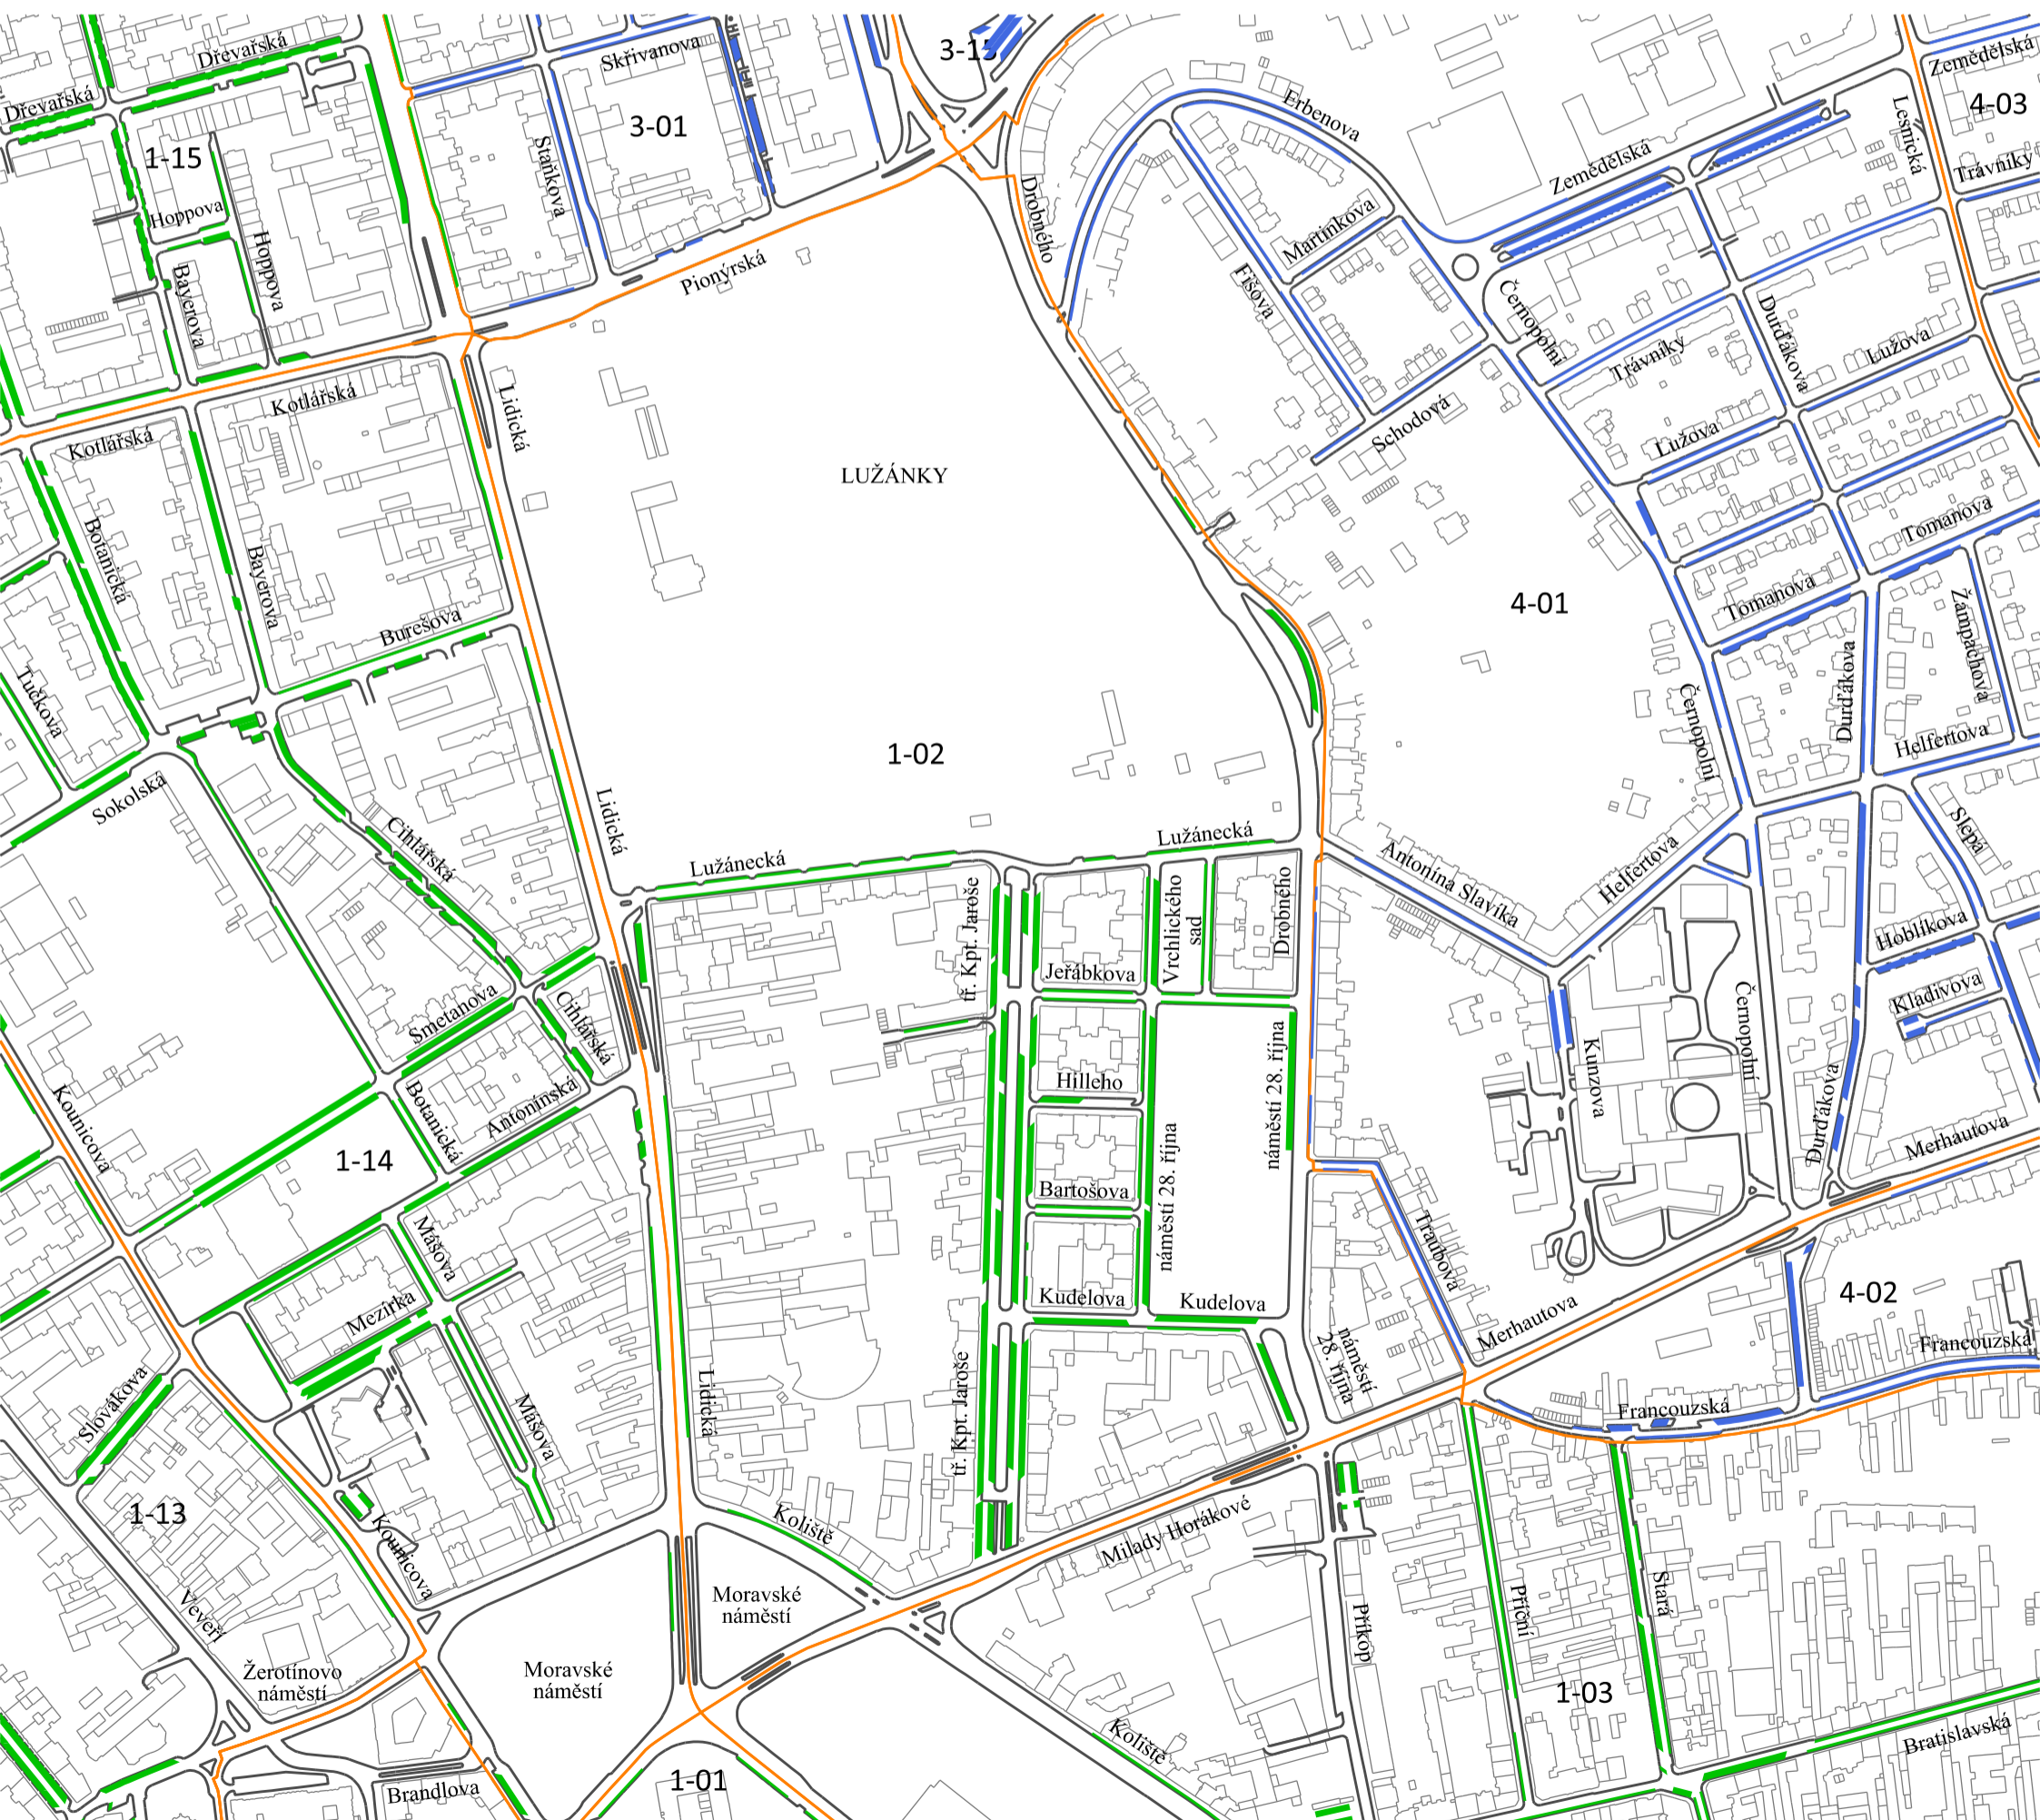 Dřevařská
Skřivanova
3-13
Zemědělská
Dřevařská
3-01
Erbenova
Lesnická
4-03
1-15
Staňkova
Zemědělská
Trávníky
Hoppova
Drobného
Martinkova
Hoppova
Bayerova
Pionýrská
Fišova
Černopolní
Durďákova
Trávníky
Lužova
Kotlářská
Lidická
Schodová
Kotlářská
Lužova
LUŽÁNKY
Botanická
Bayerova
Tomanova
4-01
Tomanova
Žampachova
Burešova
Tučkova
Durďákova
Černopolní
Helfertova
1-02
Sokolská
Lidická
Cihlářská
Lužánecká
Lužánecká
Slepá
Antonína Slavíka
Helfertova
tř. Kpt. Jaroše
Vrchlického
sad
Drobného
Hoblíkova
Jeřábkova
Kladivova
Smetanova
Cihlářská
Černopolní
náměstí 28. října
Kunzova
Hilleho
Kounicova
Botanická
Antonínská
Durďákova
Merhautova
1-14
náměstí 28. října
Bartošova
Mášova
Traubova
Mezírka
Kudelova
Kudelova
Merhautova
4-02
Francouzská
náměstí
28. října
Slovákova
Lidická
tř. Kpt. Jaroše
Mášova
Francouzská
1-13
Kounicova
Koliště
Milady Horákové
Veveří
Moravské
náměstí
Příkop
Příční
Stará
Žerotínovo
náměstí
Moravské
náměstí
1-03
Koliště
Bratislavská
1-01
Brandlova